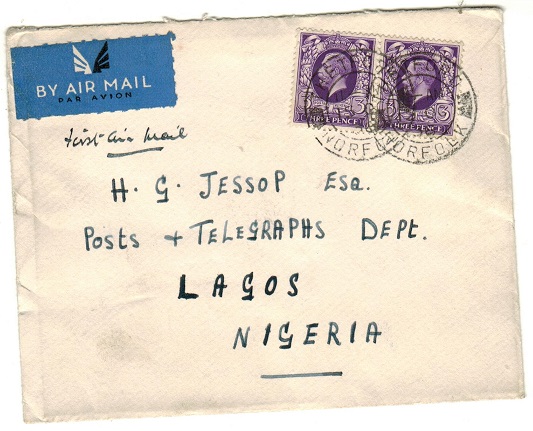 BY AIR MAIL
PAR AVION
THREE PENCE
THREE PENCE
NORFOLK
NORFOLK
first air mail
H. G. JESSOP ESQ.
POSTS + TELEGRAPHS DEPT.
LAGOS
NIGERIA